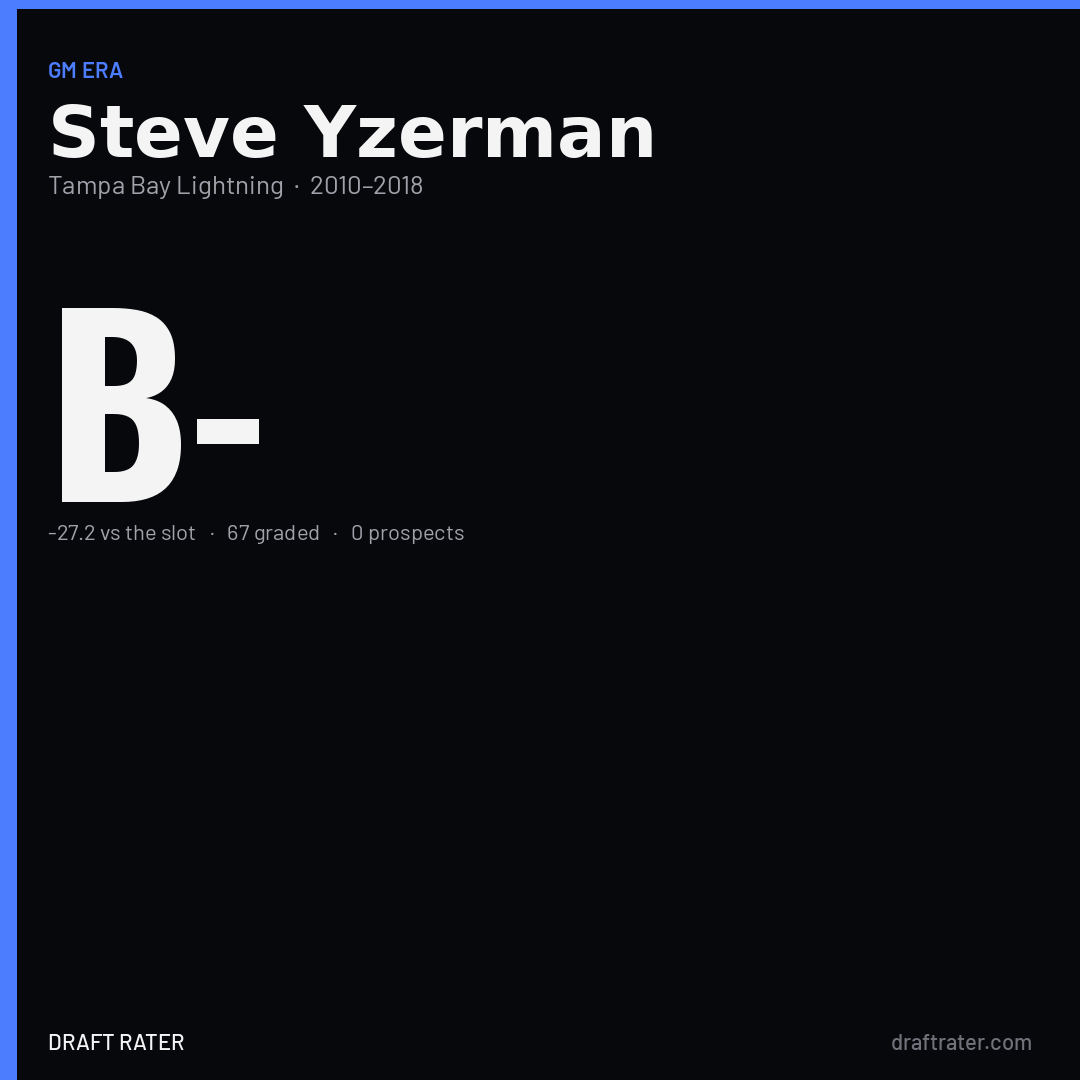 GM ERA
Steve Yzerman
Tampa Bay Lightning · 2010–2018
B-
-27.2 vs the slot · 67 graded · 0 prospects
DRAFT RATER
draftrater.com